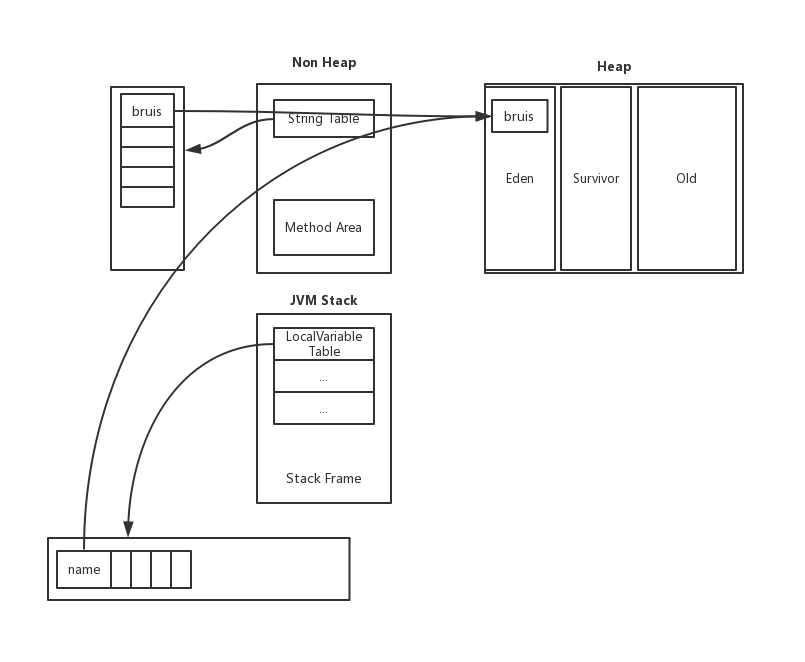 Non Heap
Heap
bruis
String Table
bruis
Eden
Survivor
Old
Method Area
JVM Stack
LocalVariable
Table
...
...
Stack Frame
name